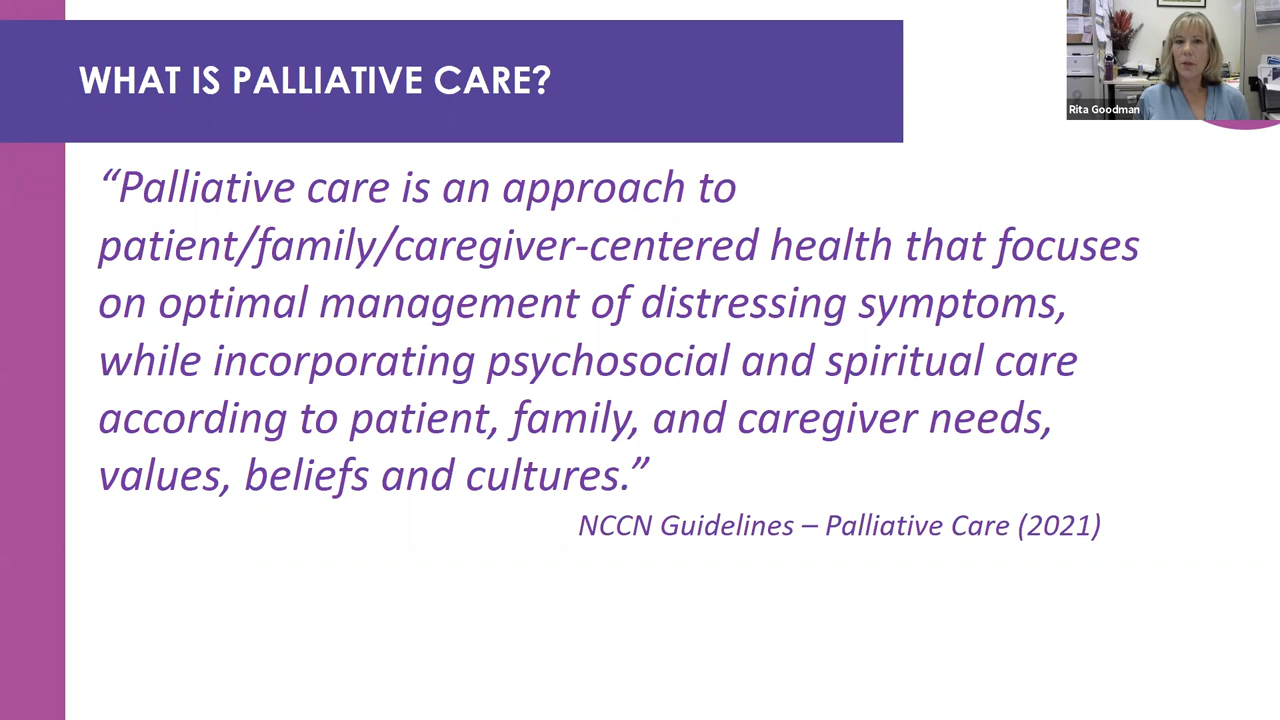 WHAT IS PALLIATIVE CARE?
Rita Goodman
“Palliative care is an approach to
patient/family/caregiver-centered health that focuses
on optimal management of distressing symptoms,
while incorporating psychosocial and spiritual care
according to patient, family, and caregiver needs,
values, beliefs and cultures.”
NCCN Guidelines – Palliative Care (2021)